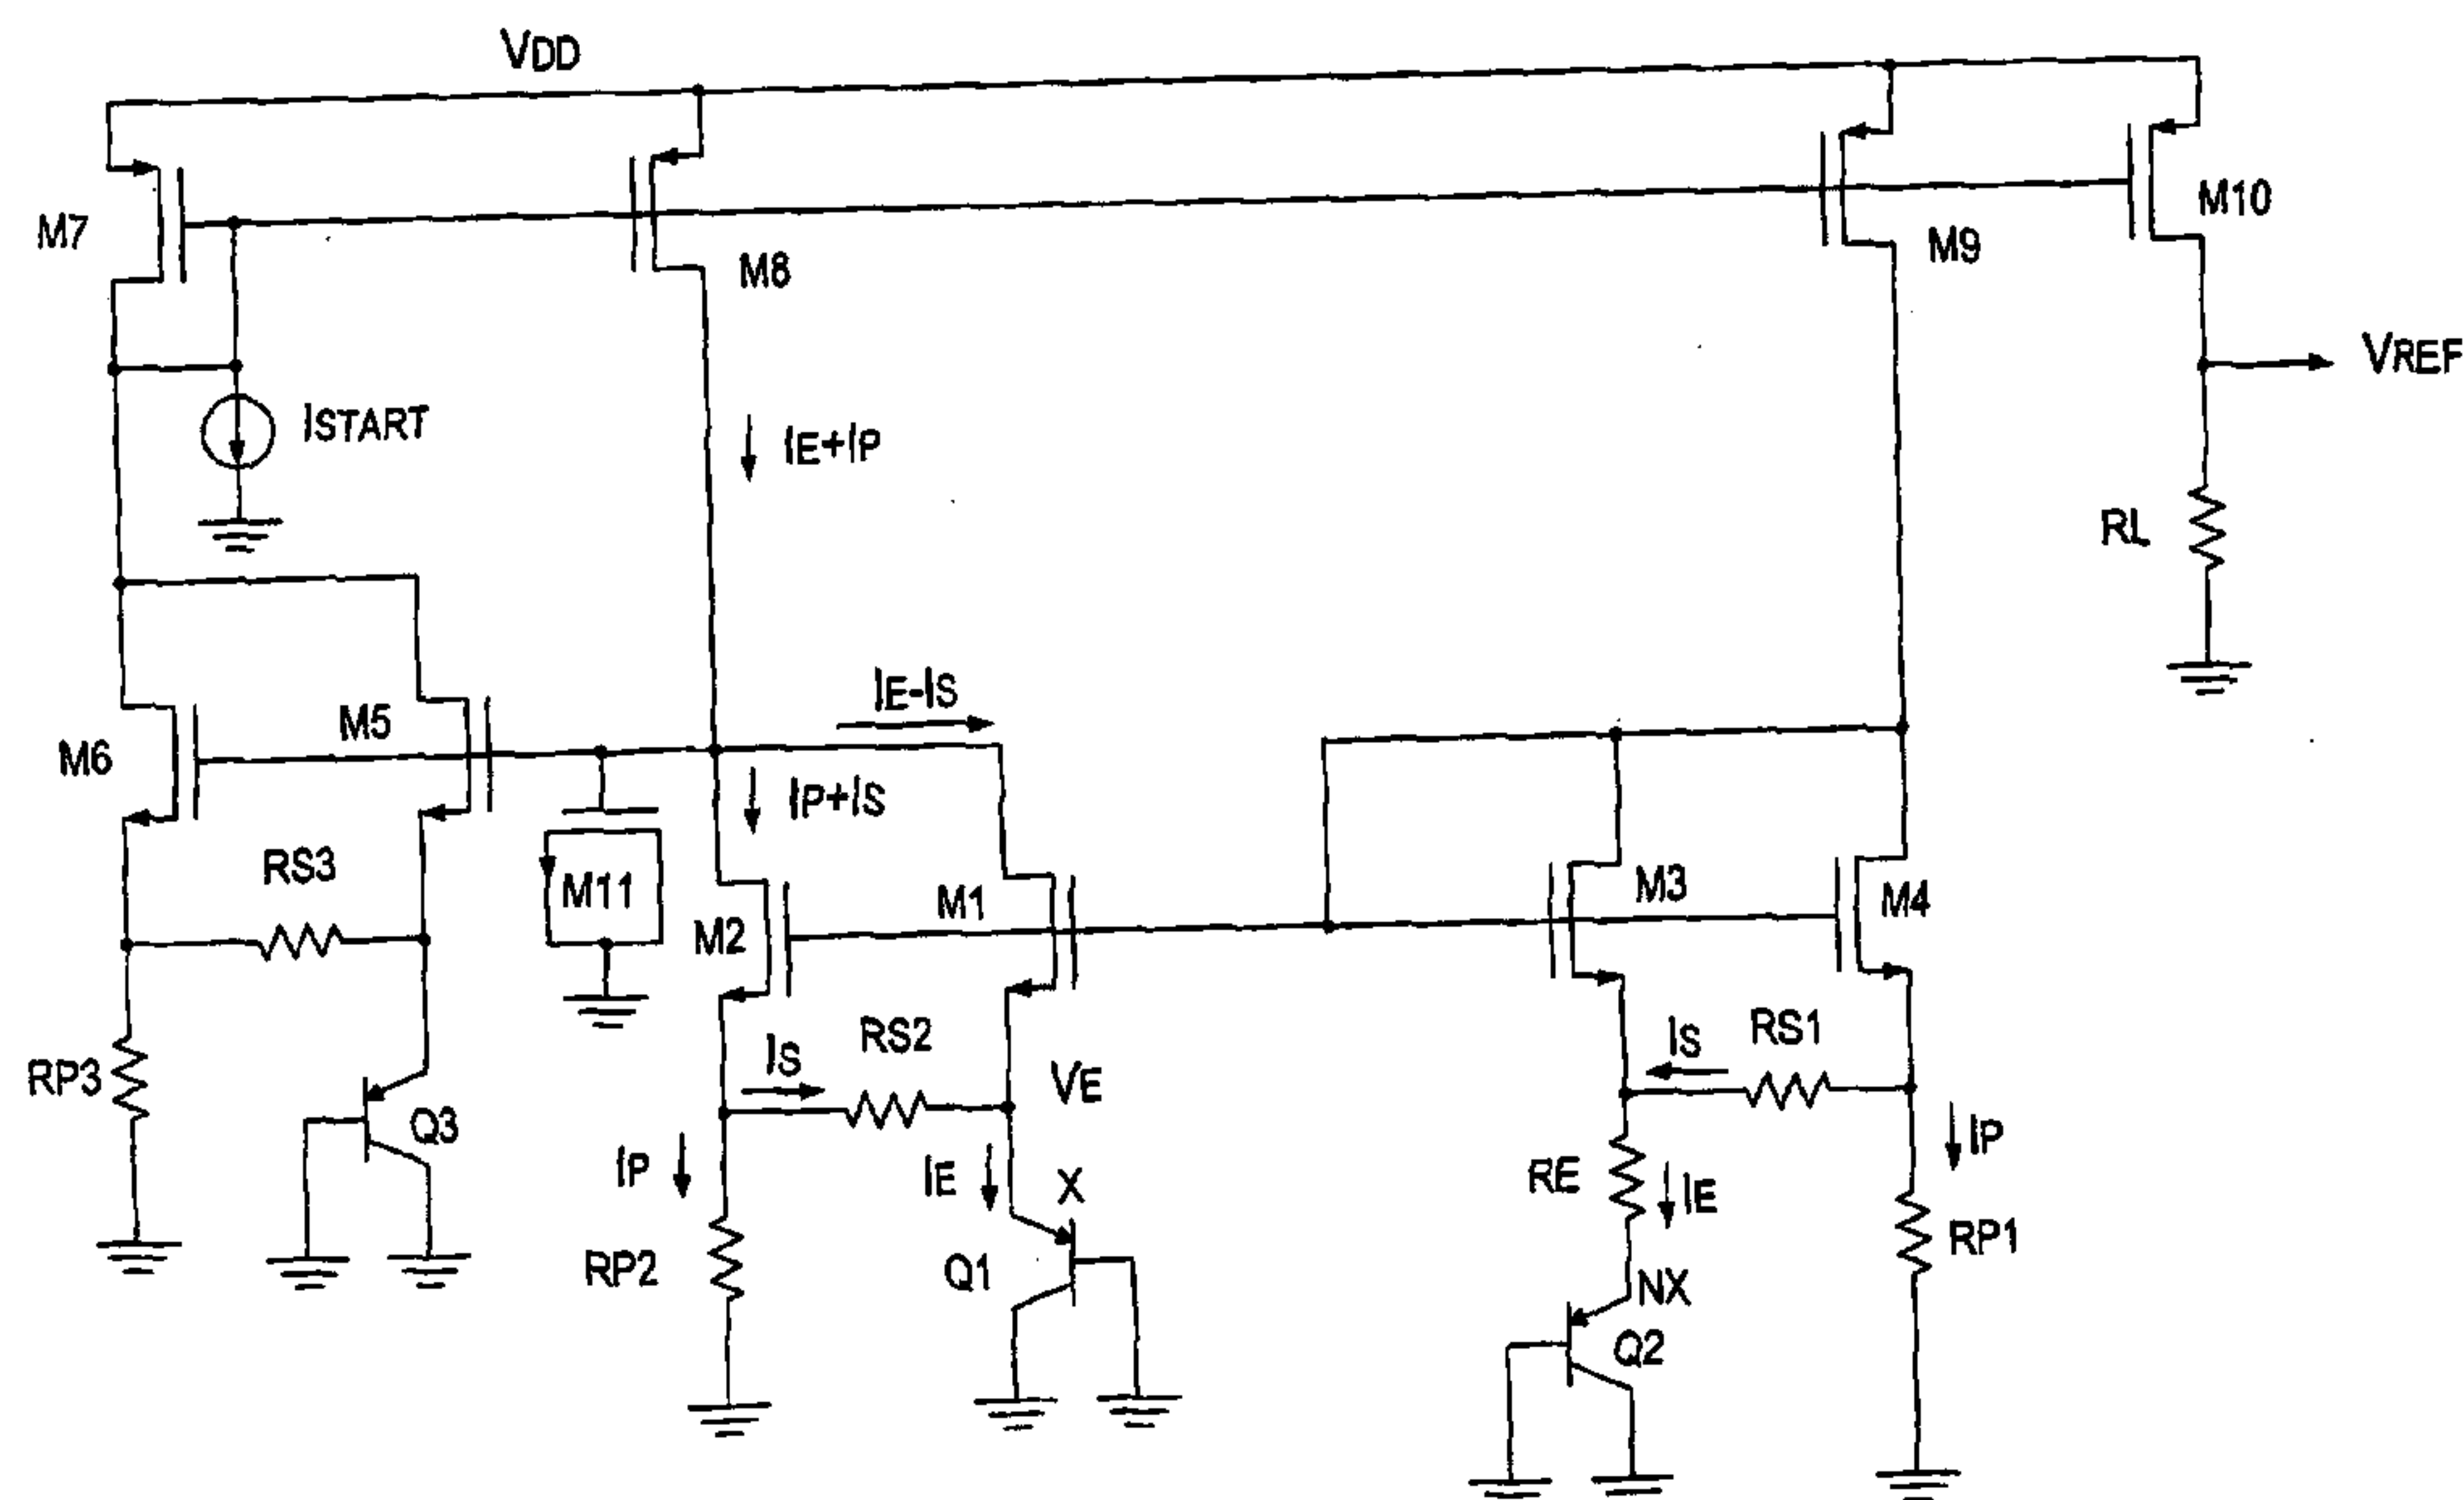 VDD
M7
M8
M9
M10
VREF
ISTART
IE+IP
RL
IE-IS
M6
M5
IP+IS
RS3
M11
M2
M1
M3
M4
RP3
Q3
IS
RS2
VE
IS
RS1
IP
IE
X
RE
IE
IP
RP2
Q1
NX
Q2
RP1